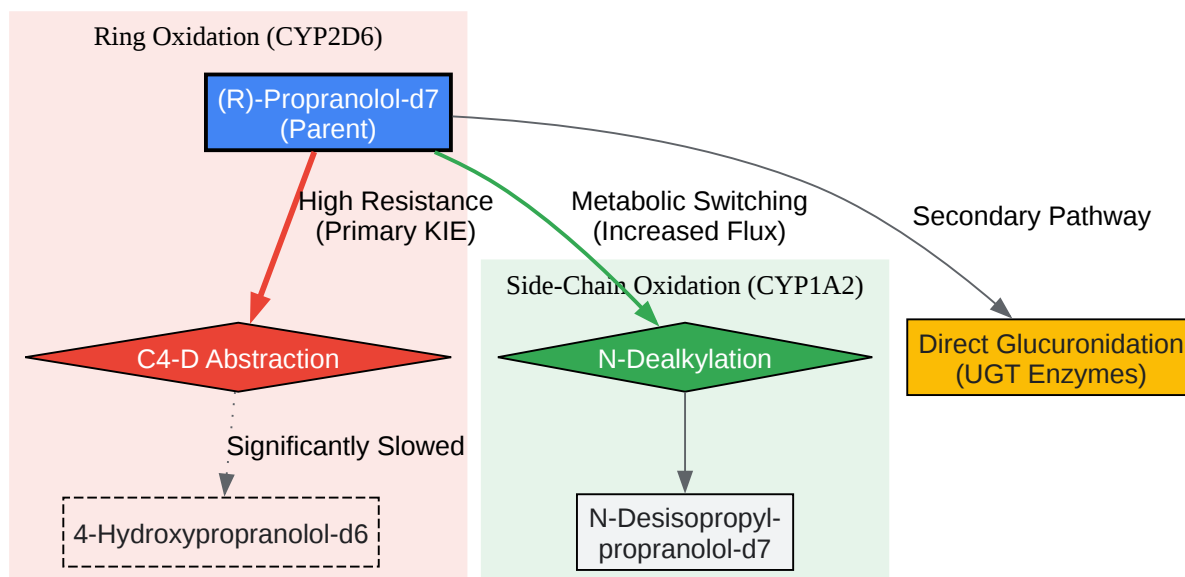 Ring Oxidation (CYP2D6)
(R)-Propranolol-d7
(Parent)
High Resistance
(Primary KIE)
Metabolic Switching
(Increased Flux)
Secondary Pathway
Side-Chain Oxidation (CYP1A2)
C4-D Abstraction
N-Dealkylation
Direct Glucuronidation
(UGT Enzymes)
Significantly Slowed
4-Hydroxypropranolol-d6
N-Desisopropyl-
propranolol-d7